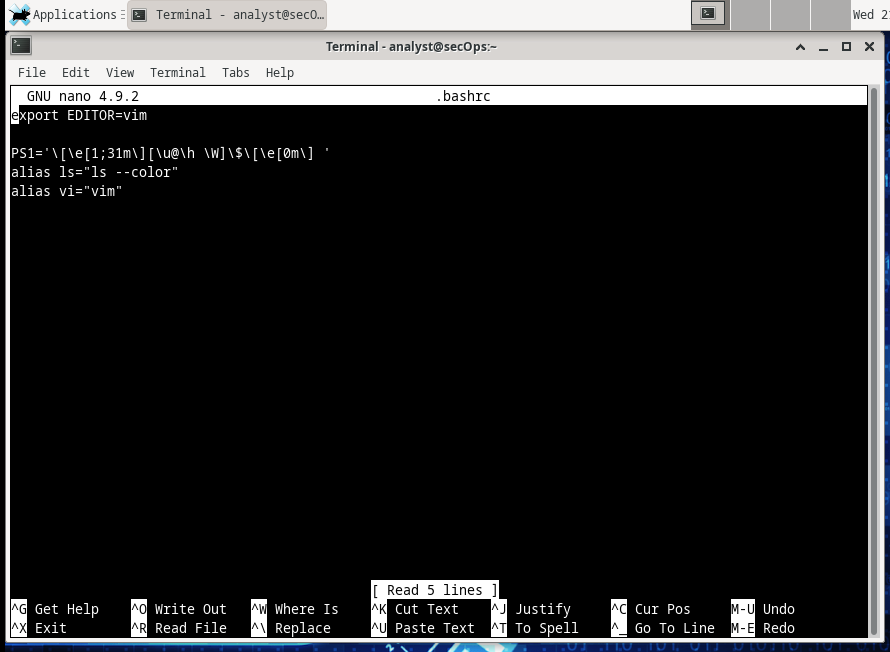 Applications
Terminal - analyst@secO...
Wed 2
Terminal - analyst@secOps:~
File Edit View Terminal Tabs Help
GNU nano 4.9.2 .bashrc
export EDITOR=vim
PS1='\[\e[1;31m\][\u@\h \W]\$\[\e[0m\] '
alias ls="ls --color"
alias vi="vim"
[ Read 5 lines ]
^G Get Help ^O Write Out ^W Where Is ^K Cut Text ^J Justify ^C Cur Pos M-U Undo
^X Exit ^R Read File ^\ Replace ^U Paste Text ^T To Spell ^_ Go To Line M-E Redo